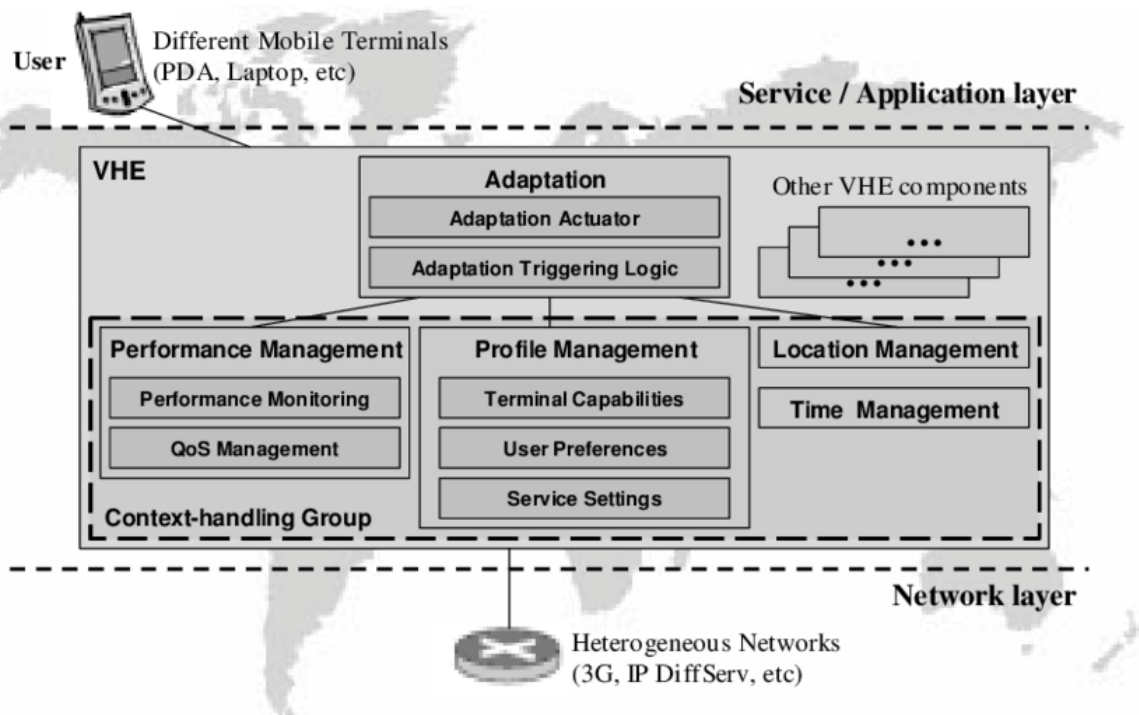 User
Different Mobile Terminals
(PDA, Laptop, etc)
Service / Application layer
VHE
Adaptation
Adaptation Actuator
Adaptation Triggering Logic
Other VHE components
•••
•••
•••
Performance Management
Performance Monitoring
QoS Management
Profile Management
Terminal Capabilities
User Preferences
Service Settings
Location Management
Time Management
Context-handling Group
Network layer
Heterogeneous Networks
(3G, IP DiffServ, etc)